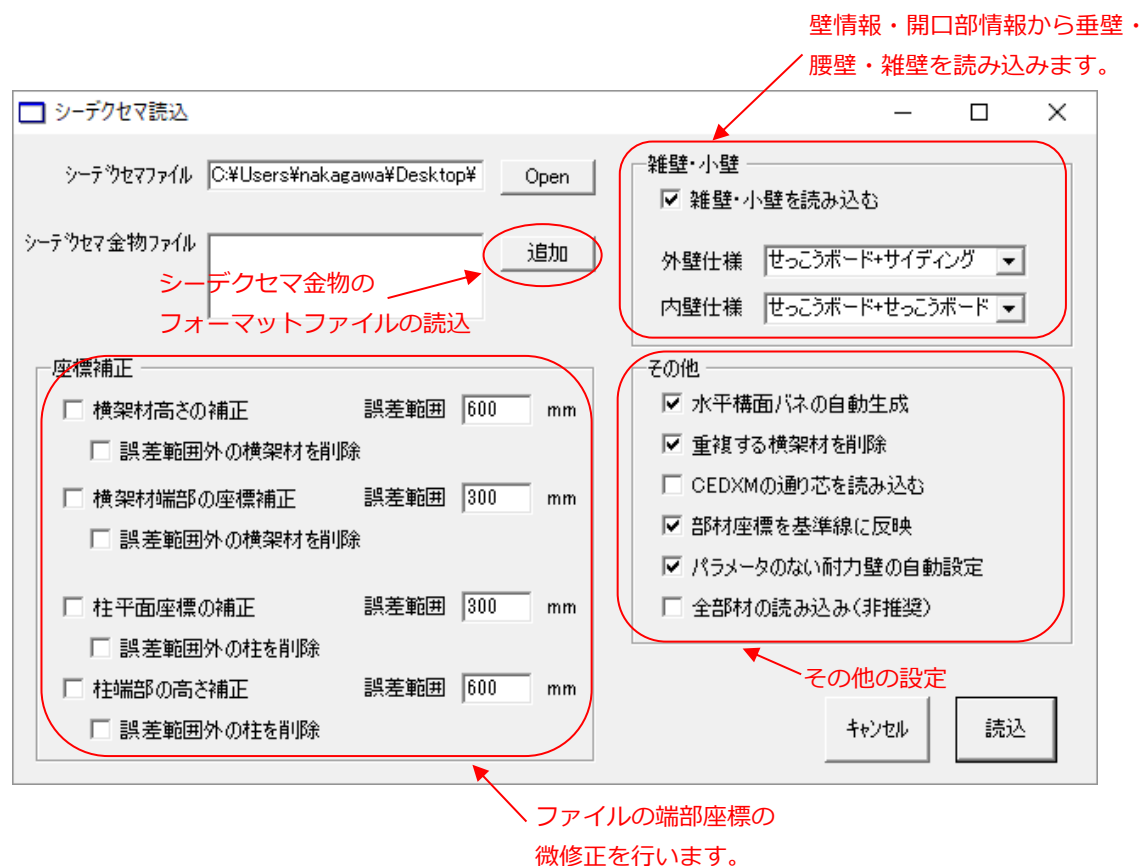 壁情報・開口部情報から垂壁・
腰壁・雑壁を読み込みます。
シーデクセマ読込
シーデクセマファイル C:¥Users¥nakagawa¥Desktop¥ Open
シーデクセマ金物ファイル 追加
シーデクセマ金物の
フォーマットファイルの読込
雑壁・小壁
雑壁・小壁を読み込む
外壁仕様 せっこうボード+サイディング
内壁仕様 せっこうボード+せっこうボード
座標補正
横架材高さの補正 誤差範囲 600 mm
誤差範囲外の横架材を削除
横架材端部の座標補正 誤差範囲 300 mm
誤差範囲外の横架材を削除
柱平面座標の補正 誤差範囲 300 mm
誤差範囲外の柱を削除
柱端部の高さ補正 誤差範囲 600 mm
誤差範囲外の柱を削除
その他
水平構面バネの自動生成
重複する横架材を削除
CEDXMの通り芯を読み込む
部材座標を基準線に反映
パラメータのない耐力壁の自動設定
全部材の読み込み(非推奨)
その他の設定
キャンセル 読込
ファイルの端部座標の
微修正を行います。